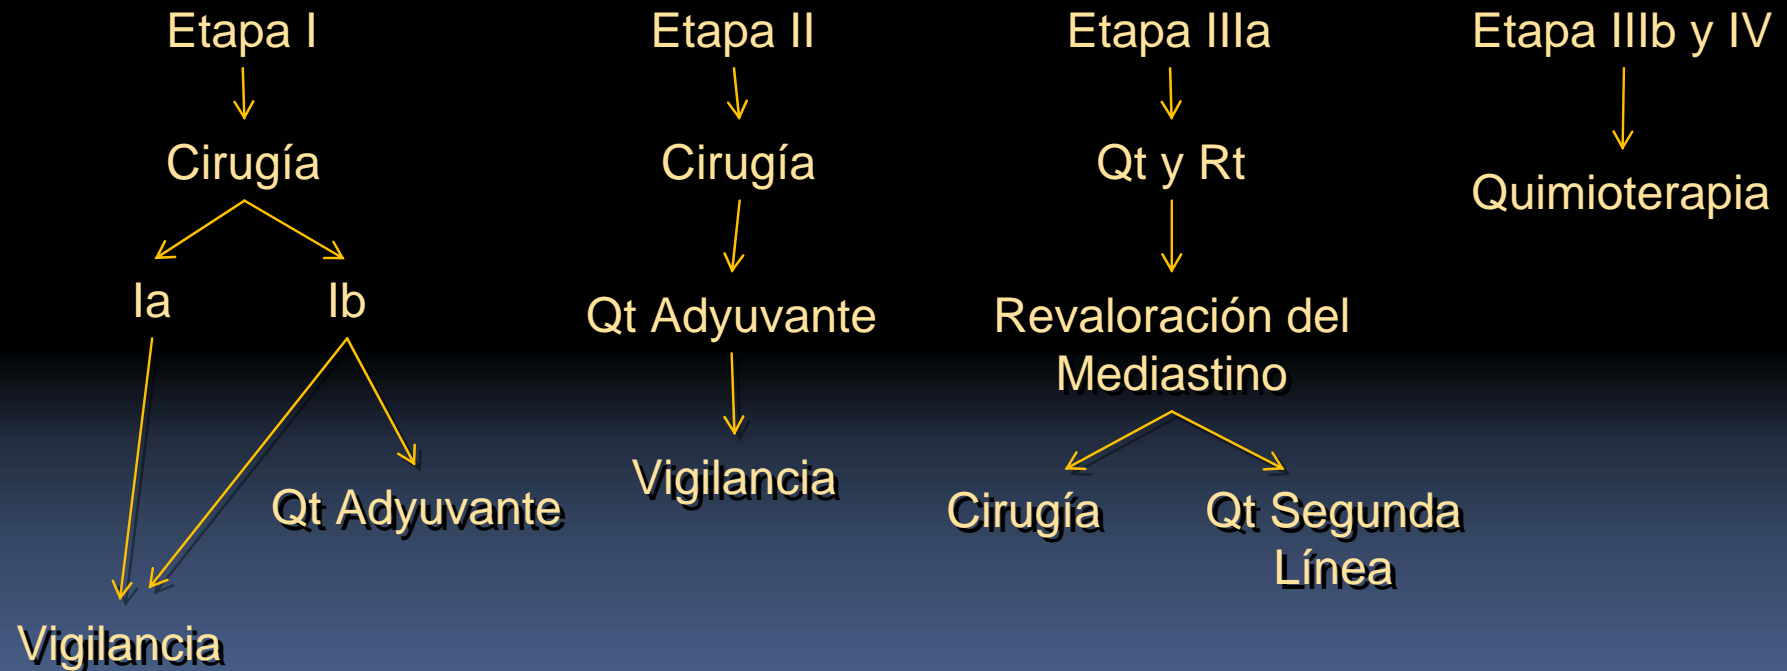 Etapa I
Etapa II
Etapa IIIa
Etapa IIIb y IV
Cirugía
Cirugía
Qt y Rt
Quimioterapia
Ia
Ib
Qt Adyuvante
Revaloración del
Mediastino
Qt Adyuvante
Vigilancia
Cirugía
Qt Segunda
Línea
Vigilancia